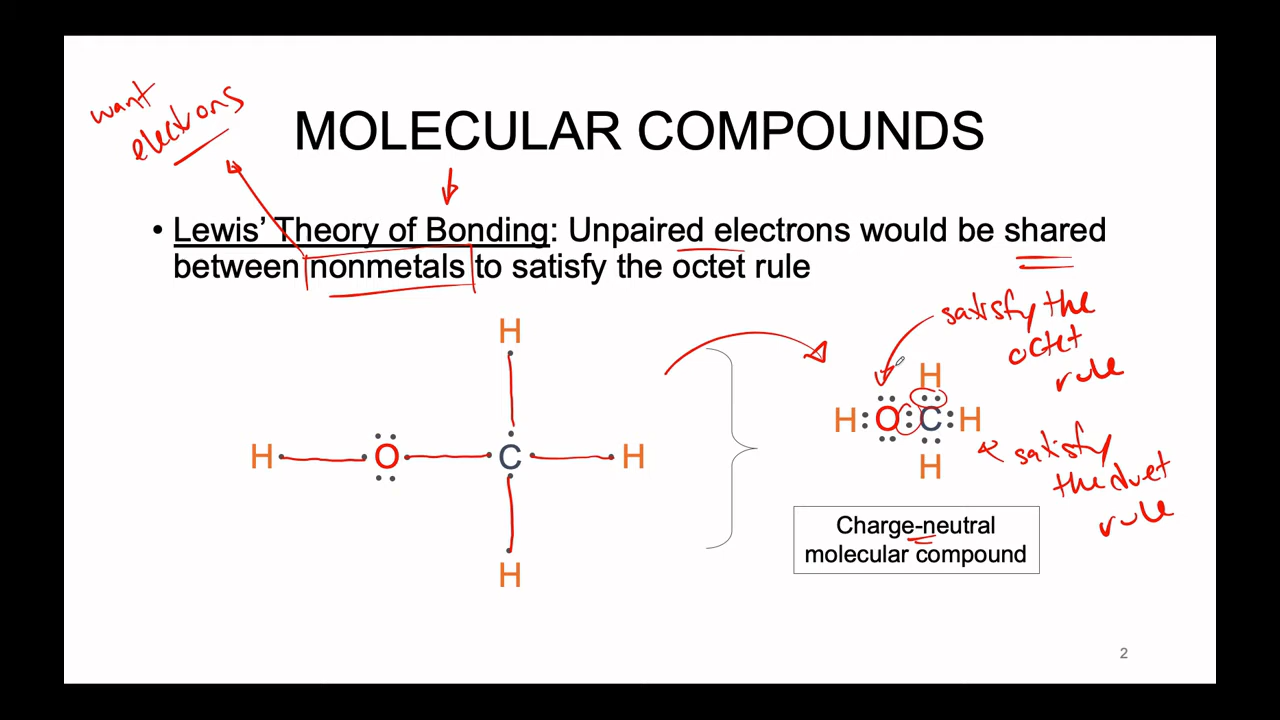 want
electrons
MOLECULAR COMPOUNDS
• Lewis' Theory of Bonding: Unpaired electrons would be shared
between nonmetals to satisfy the octet rule
satisfy the
octet
rule
H
H O C H
H
H
H:O:C:H
H
satisfy
the duet
rule
Charge-neutral
molecular compound
2